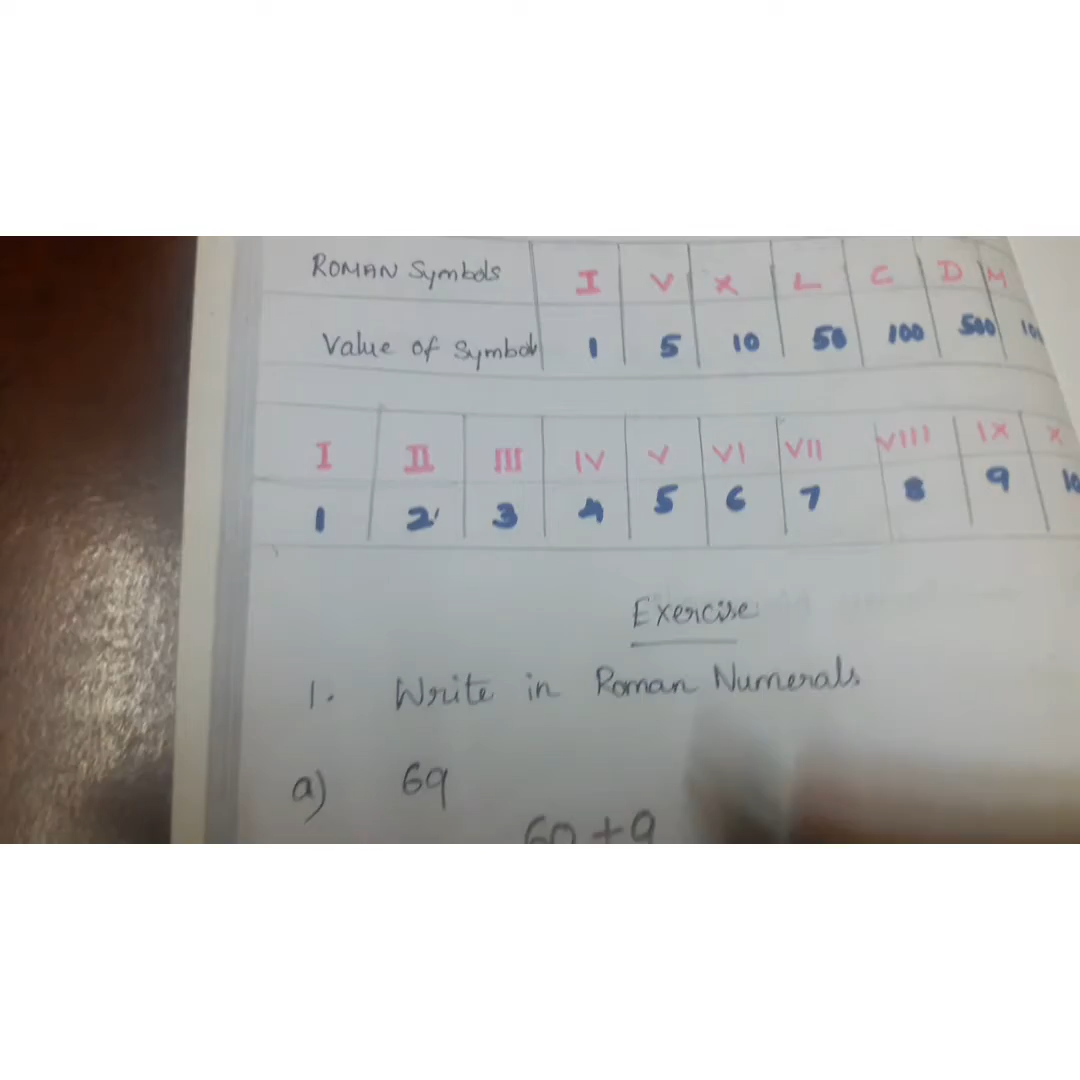 ROMAN Symbols I V X L C D M
Value of Symbol 1 5 10 50 100 500
I II III IV V VI VII VIII IX X
1 2 3 4 5 6 7 8 9 10
Exercise
1. Write in Roman Numerals.
a) 69
60+9